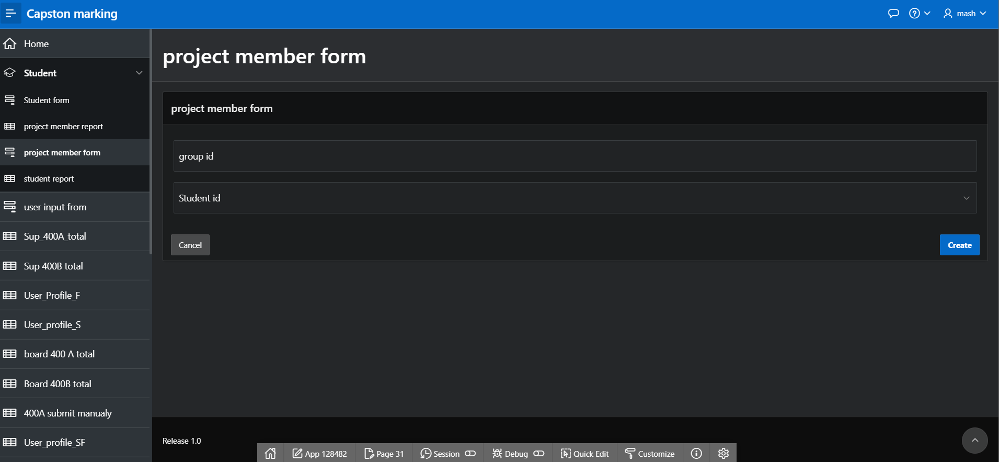 Capston marking
mash
Home
Student
Student form
project member report
project member form
student report
user input from
Sup_400A_total
Sup 400B total
User_Profile_F
User_profile_S
board 400 A total
Board 400B total
400A submit manualy
User_profile_SF
project member form
project member form
group id
Student id
Cancel
Create
Release 1.0
App 128482
Page 31
Session
Debug
Quick Edit
Customize